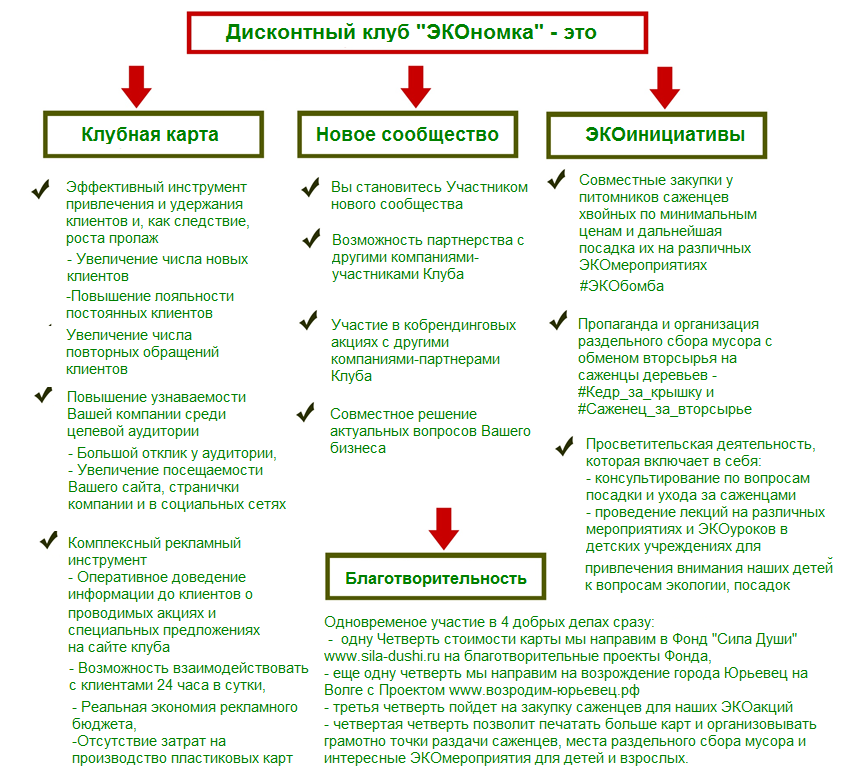 Дисконтный клуб "ЭКОномка" - это
Клубная карта
Эффективный инструмент
привлечения и удержания
клиентов и, как следствие,
роста пролаж
- Увеличение числа новых
клиентов
-Повышение лояльности
постоянных клиентов
Увеличение числа
повторных обращений
клиентов
Повышение узнаваемости
Вашей компании среди
целевой аудитории
- Большой отклик у аудитории,
- Увеличение посещаемости
Вашего сайта, странички
компании и в социальных сетях
Комплексный рекламный
инструмент
- Оперативное доведение
информации до клиентов о
проводимых акциях и
специальных предложениях
на сайте клуба
- Возможность взаимодействовать
с клиентами 24 часа в сутки,
- Реальная экономия рекламного
бюджета,
-Отсутствие затрат на
производство пластиковых карт
Новое сообщество
Вы становитесь Участником
нового сообщества
Возможность партнерства с
другими компаниями-
участниками Клуба
Участие в кобрендинговых
акциях с другими
компаниями-партнерами
Клуба
Совместное решение
актуальных вопросов Вашего
бизнеса
ЭКОинициативы
Совместные закупки у
питомников саженцев
хвойных по минимальным
ценам и дальнейшая
посадка их на различных
ЭКОмероприятиях
#ЭКОбомба
Пропаганда и организация
раздельного сбора мусора с
обменом вторсырья на
саженцы деревьев -
#Кедр_за_крышку и
#Саженец_за_вторсырье
Просветительская деятельность,
которая включает в себя:
- консультирование по вопросам
посадки и ухода за саженцами
- проведение лекций на различных
мероприятиях и ЭКОуроков в
детских учреждениях для
привлечения внимания наших детей
к вопросам экологии, посадок
Благотворительность
Одновременое участие в 4 добрых делах сразу:
- одну Четверть стоимости карты мы направим в Фонд "Сила Души"
www.sila-dushi.ru на благотворительные проекты Фонда,
- еще одну четверть мы направим на возрождение города Юрьевец на
Волге с Проектом www.возродим-юрьевец.рф
- третья четверть пойдет на закупку саженцев для наших ЭКОакций
- четвертая четверть позволит печатать больше карт и организовывать
грамотно точки раздачи саженцев, места раздельного сбора мусора и
интересные ЭКОмероприятия для детей и взрослых.